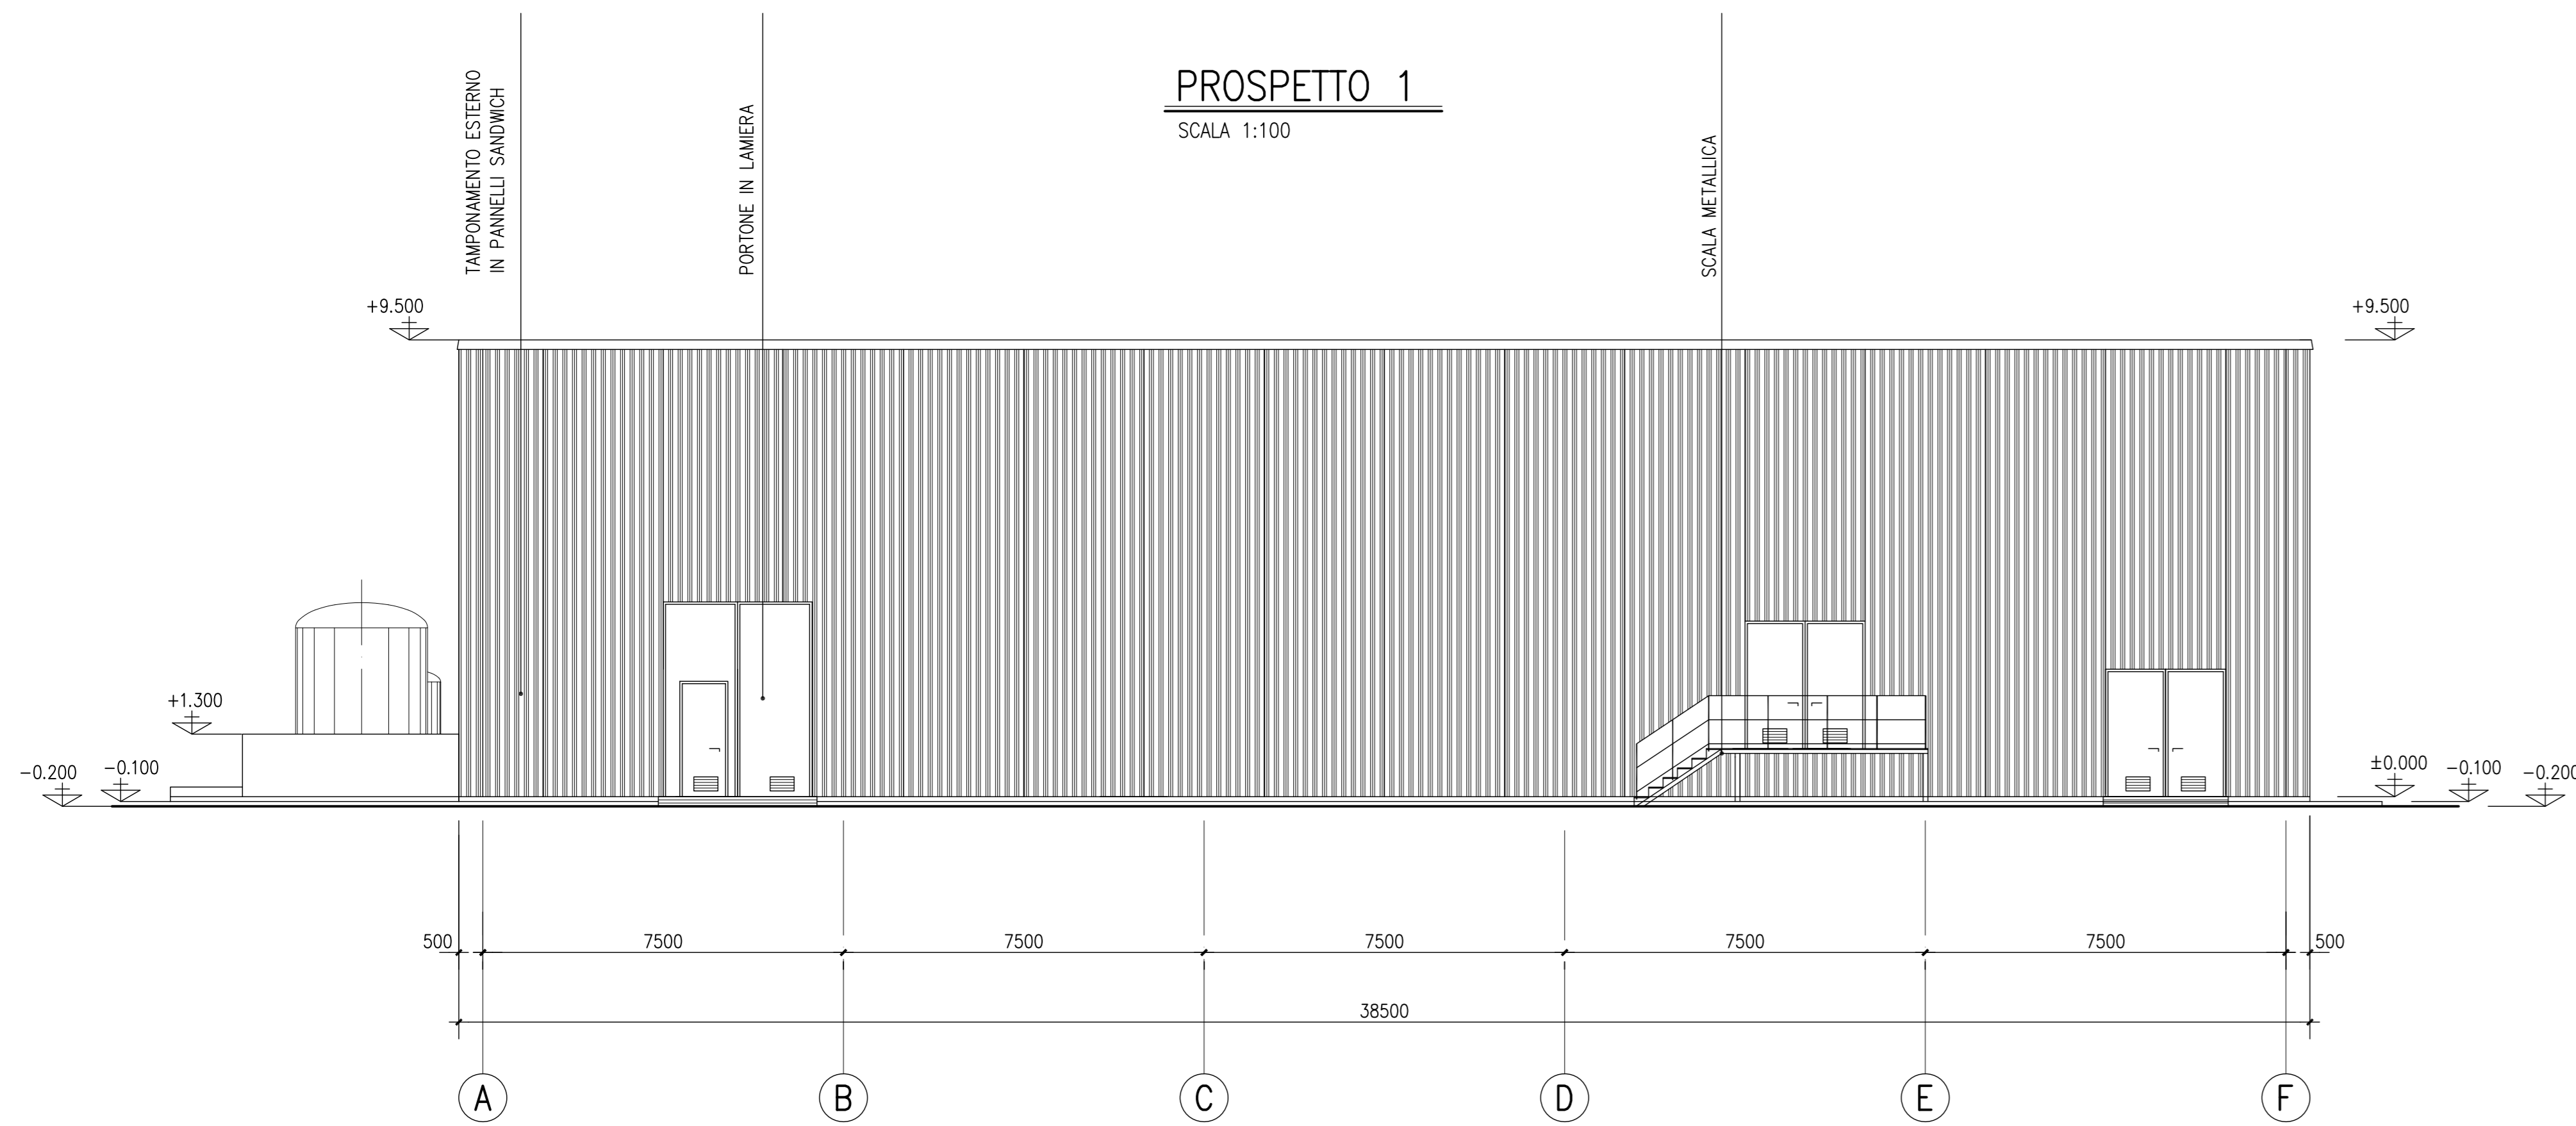 PROSPETTO 1
SCALA 1:100
TAMPONAMENTO ESTERNO
IN PANNELLI SANDWICH
PORTONE IN LAMIERA
SCALA METALLICA
+9.500
+9.500
+1.300
-0.200
-0.100
±0.000
-0.100
-0.200
500
7500
7500
7500
7500
7500
500
38500
A
B
C
D
E
F